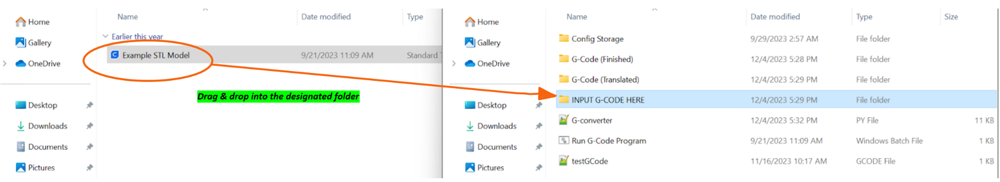 Name Date modified Type
Home
Gallery
OneDrive
Earlier this year
Example STL Model 9/21/2023 11:09 AM Standard
Drag & drop into the designated folder
Desktop
Downloads
Documents
Pictures
Name Date modified Type Size
Home
Gallery
OneDrive
Desktop
Downloads
Documents
Pictures
Config Storage 9/29/2023 2:57 AM File folder
G-Code (Finished) 12/4/2023 5:28 PM File folder
G-Code (Translated) 12/4/2023 5:29 PM File folder
INPUT G-CODE HERE 12/4/2023 5:29 PM File folder
G-converter 12/4/2023 5:32 PM PY File 11 KB
Run G-Code Program 9/21/2023 11:09 AM Windows Batch File 1 KB
testGCode 11/16/2023 10:17 AM GCODE File 1 KB